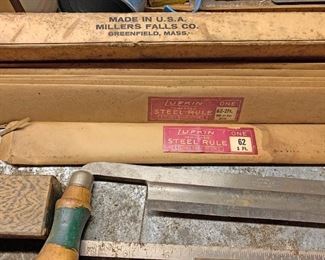 MADE IN U.S.A.
MILLERS FALLS CO.
GREENFIELD, MASS.
LUFKIN
STEEL RULE
ONE
LUFKIN
STEEL RULE
ONE
62